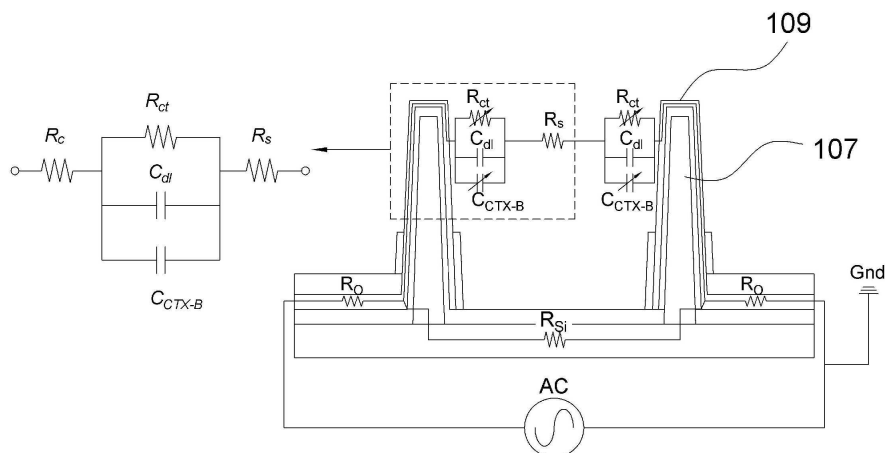 109
R_ct
R_c
R_s
C_dl
C_CTX-B
R_ct
R_s
R_ct
C_dl
C_dl
C_CTX-B
C_CTX-B
107
R_O
R_O
R_Si
Gnd
AC